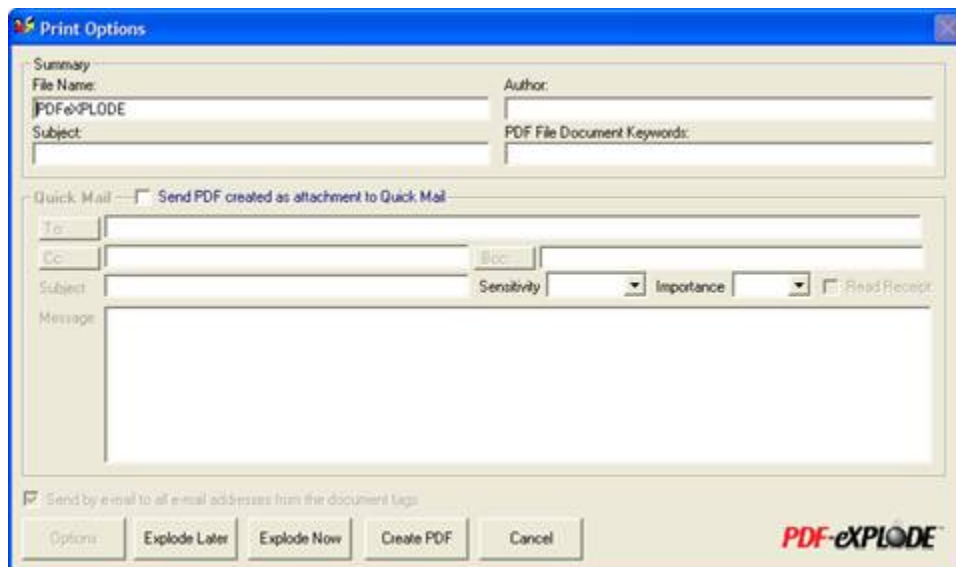 Print Options
Summary
File Name:
Author:
PDFeXPLODE
Subject:
PDF File Document Keywords:
Quick Mail
Send PDF created as attachment to Quick Mail
To
Cc
Bcc
Subject
Sensitivity
Importance
Read Receipt
Message
Send by e-mail to all e-mail addresses from the document tags
Options
Explode Later
Explode Now
Create PDF
Cancel
PDF-eXPLODE